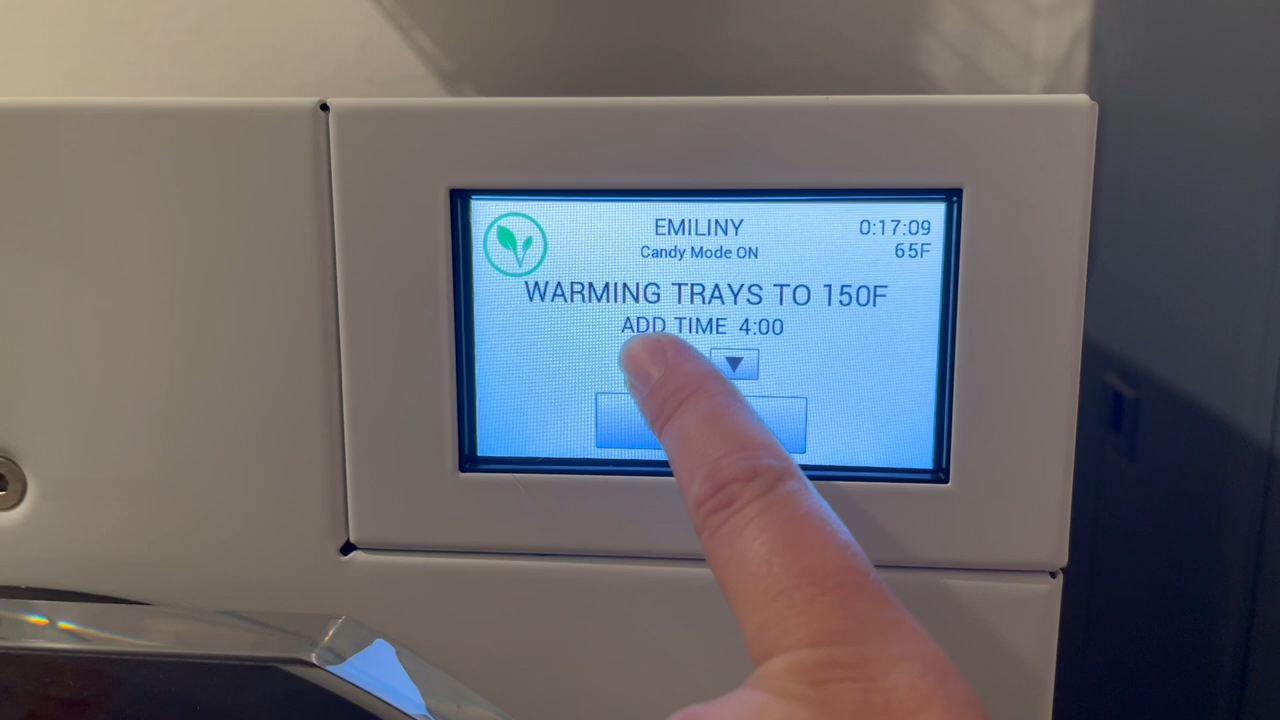 EMILINY
0:17:09
Candy Mode ON
65F
WARMING TRAYS TO 150F
ADD TIME 4:00